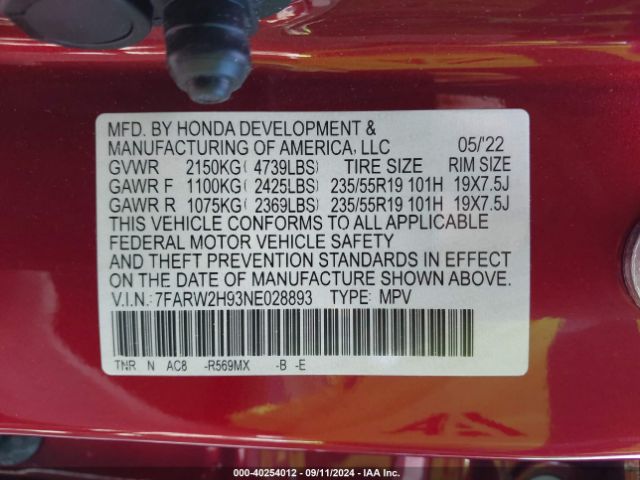 MFD. BY HONDA DEVELOPMENT &
MANUFACTURING OF AMERICA, LLC 05/'22
GVWR 2150KG( 4739LBS) TIRE SIZE RIM SIZE
GAWR F 1100KG( 2425LBS) 235/55R19 101H 19X7.5J
GAWR R 1075KG( 2369LBS) 235/55R19 101H 19X7.5J
THIS VEHICLE CONFORMS TO ALL APPLICABLE
FEDERAL MOTOR VEHICLE SAFETY
AND THEFT PREVENTION STANDARDS IN EFFECT
ON THE DATE OF MANUFACTURE SHOWN ABOVE.
V.I.N.: 7FARW2H93NE028893 TYPE: MPV
TNR N AC8 -R569MX -B -E
000-40254012 - 09/11/2024 - IAA Inc.